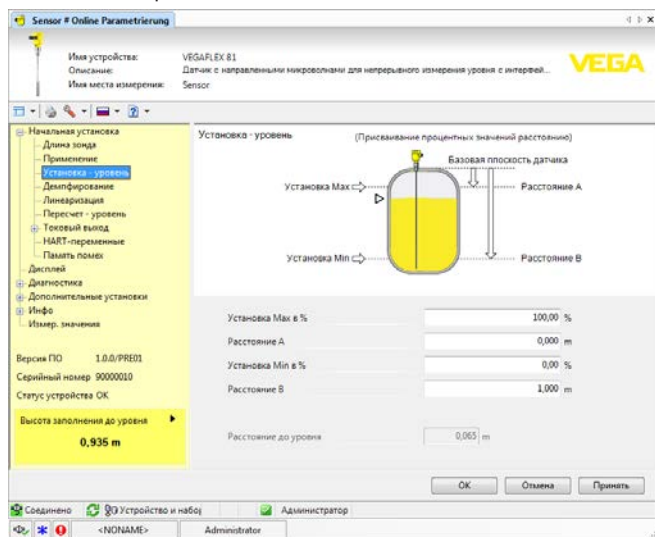 Sensor # Online Parametrierung
Имя устройства: VEGAFLEX 81
Описание: Датчик с направленными микроволнами для непрерывного измерения уровня с интерфей...
Имя места измерения: Sensor
VEGA
Начальная установка
Длина зонда
Применение
Установка - уровень
Демпфирование
Линеаризация
Пересчет - уровень
Токовый выход
HART-переменные
Память помех
Дисплей
Диагностика
Дополнительные установки
Инфо
Измер. значения
Версия ПО 1.0.0/PRE01
Серийный номер 90000010
Статус устройства OK
Высота заполнения до уровня
0,935 m
Установка - уровень (Присваивание процентных значений расстоянию)
Базовая плоскость датчика
Установка Max Расстояние A
Установка Min Расстояние B
Установка Max в % 100,00 %
Расстояние A 0,000 m
Установка Min в % 0,00 %
Расстояние B 1,000 m
Расстояние до уровня 0,065 m
OK Отмена Принять
Соединено Устройство и набој Администратор
<NONAME> Administrator